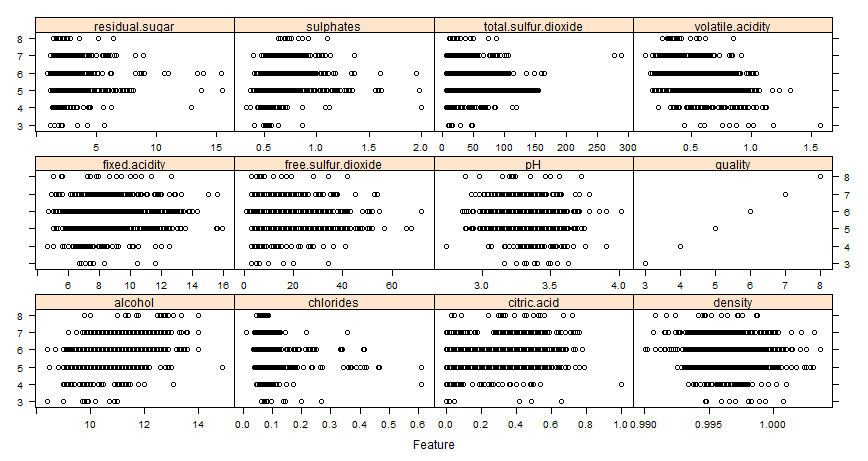 residual.sugar sulphates total.sulfur.dioxide volatile.acidity
8
7
6
5
4
3
5 10 15 0.5 1.0 1.5 2.0 0 50 100 150 200 250 300 0.5 1.0 1.5
fixed.acidity free.sulfur.dioxide pH quality
8
7
6
5
4
3
6 8 10 12 14 16 0 20 40 60 3.0 3.5 4.0 3 4 5 6 7 8
alcohol chlorides citric.acid density
8
7
6
5
4
3
10 12 14 0.0 0.1 0.2 0.3 0.4 0.5 0.6 0.0 0.2 0.4 0.6 0.8 1.0 0.990 0.995 1.000
Feature